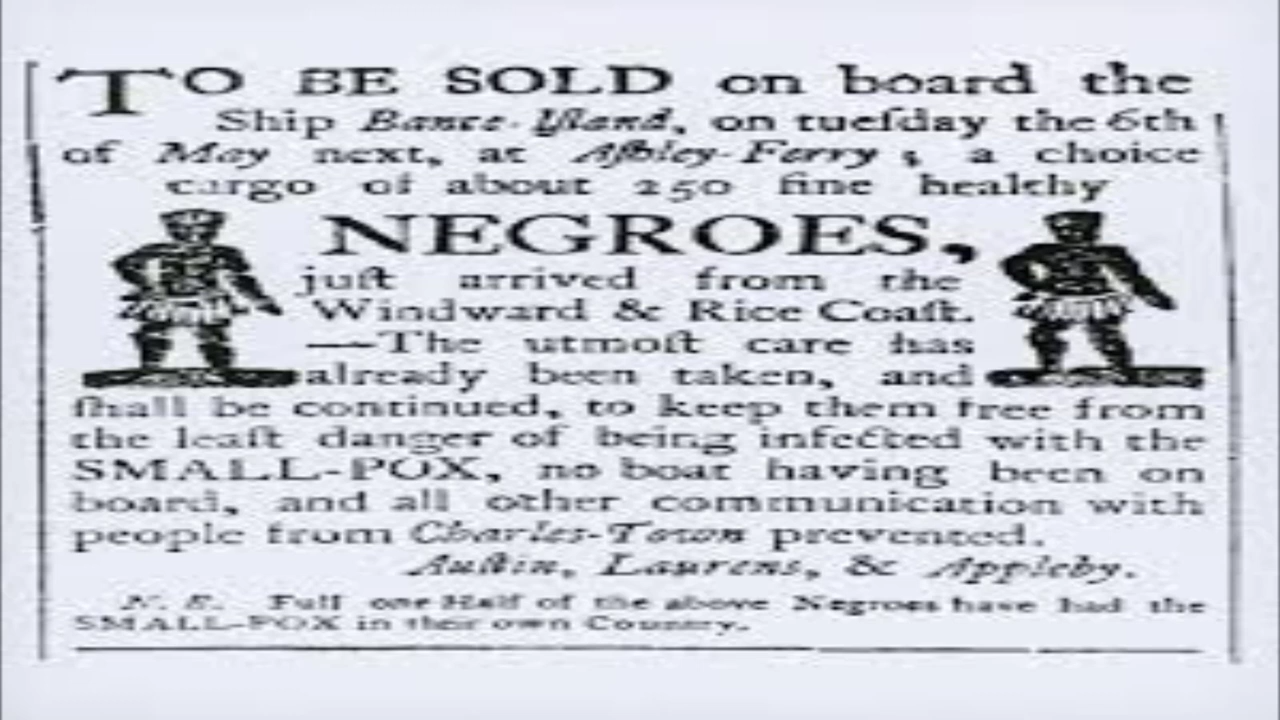 TO BE SOLD on board the
Ship Bance-Yland, on tueſday the 6th
of May next, at Aſhley-Ferry; a choice
cargo of about 250 fine healthy
NEGROES,
juſt arrived from the
Windward & Rice Coaſt.
—The utmoſt care has
already been taken, and
ſhall be continued, to keep them free from
the leaſt danger of being infected with the
SMALL-POX, no boat having been on
board, and all other communication with
people from Charles-Town prevented.
Auſtin, Laurens, & Appleby.
N. B. Full one Half of the above Negroes have had the
SMALL-POX in their own Country.